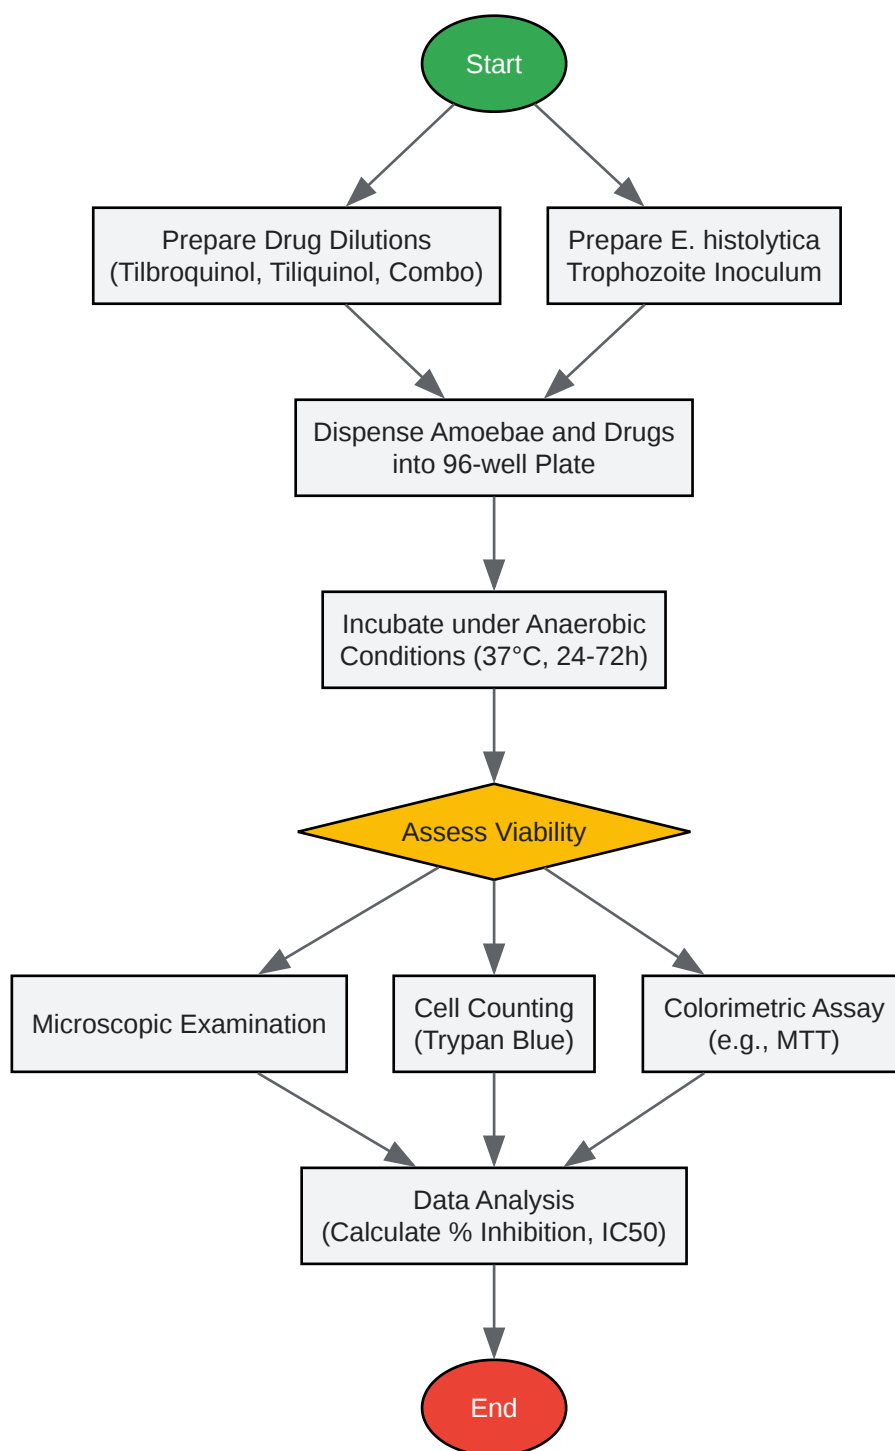 Start
Prepare Drug Dilutions
(Tilbroquinol, Tiliquinol, Combo)
Prepare E. histolytica
Trophozoite Inoculum
Dispense Amoebae and Drugs
into 96-well Plate
Incubate under Anaerobic
Conditions (37°C, 24-72h)
Assess Viability
Microscopic Examination
Cell Counting
(Trypan Blue)
Colorimetric Assay
(e.g., MTT)
Data Analysis
(Calculate % Inhibition, IC50)
End